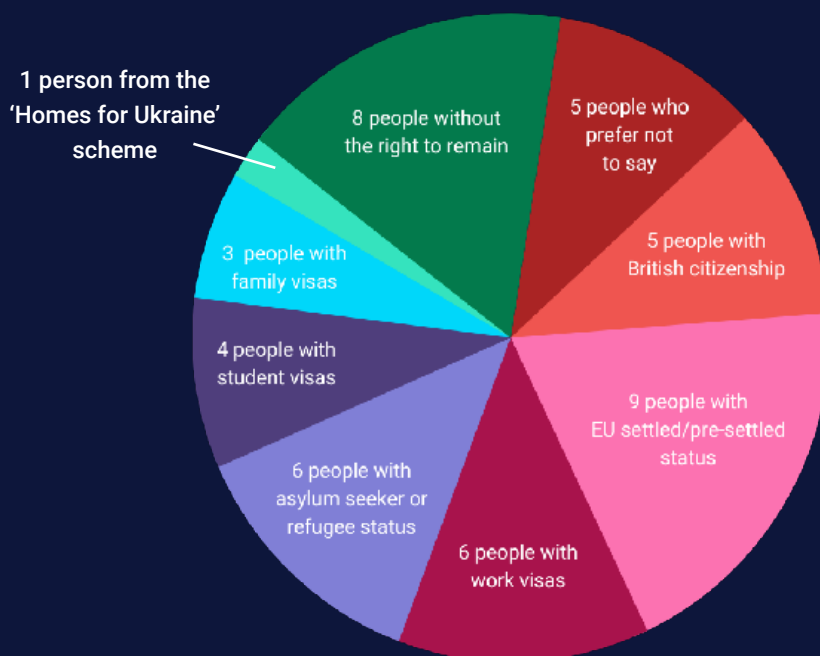 1 person from the
‘Homes for Ukraine’
scheme
8 people without
the right to remain
5 people who
prefer not
to say
5 people with
British citizenship
9 people with
EU settled/pre-settled
status
6 people with
work visas
6 people with
asylum seeker or
refugee status
4 people with
student visas
3 people with
family visas